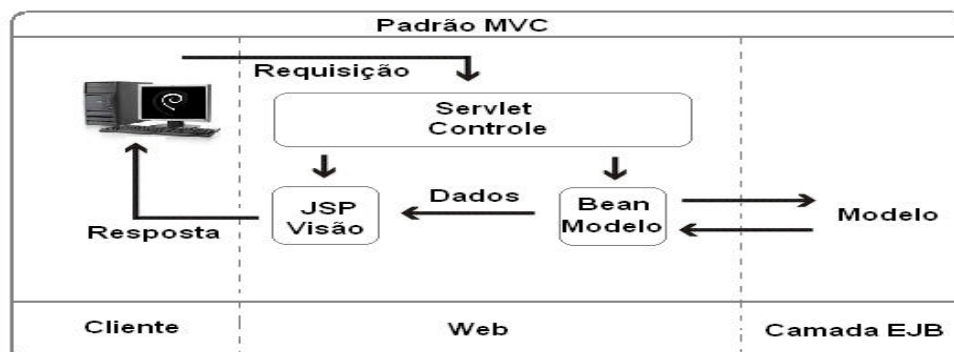 Padrão MVC
Requisição
Servlet
Controle
Dados
JSP
Visão
Bean
Modelo
Modelo
Resposta
Cliente
Web
Camada EJB